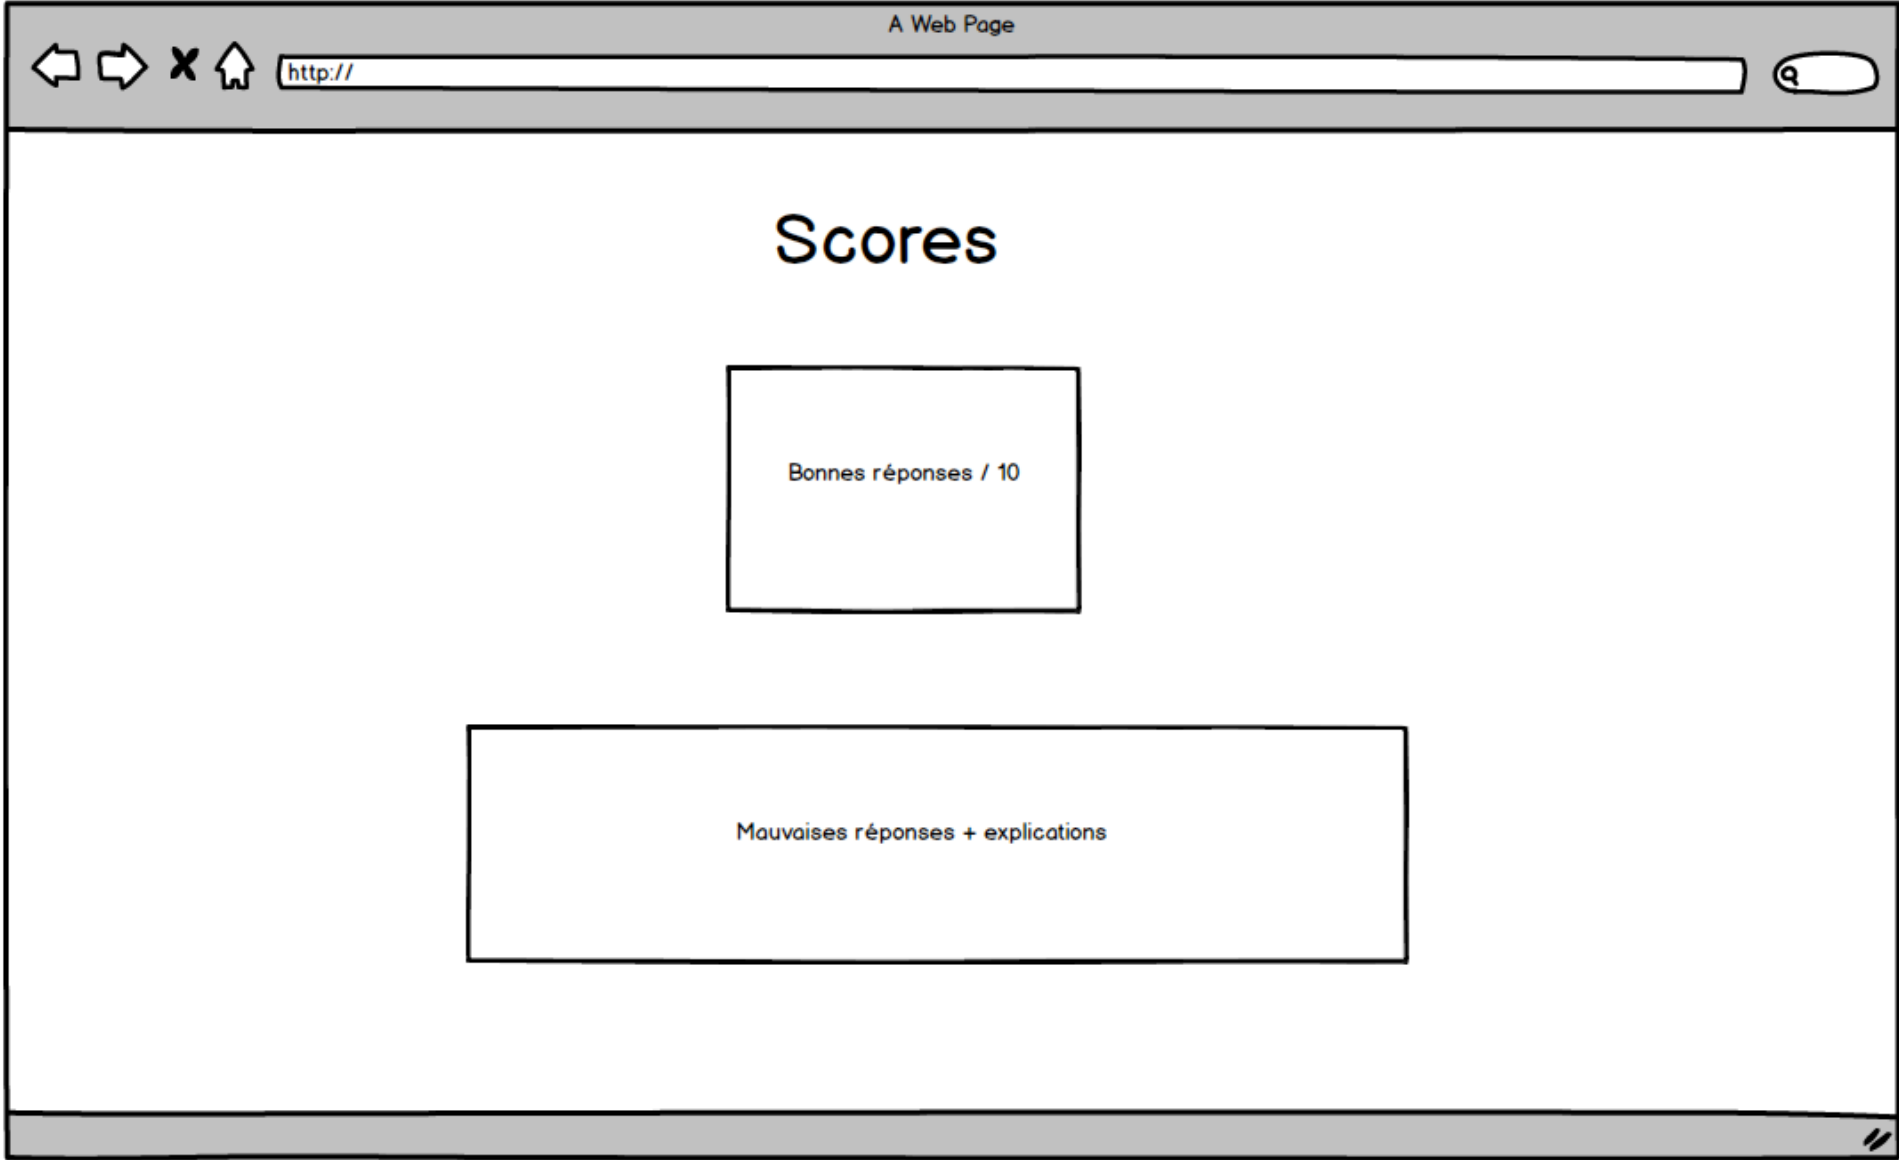 A Web Page
http://
Scores
Bonnes réponses / 10
Mauvaises réponses + explications